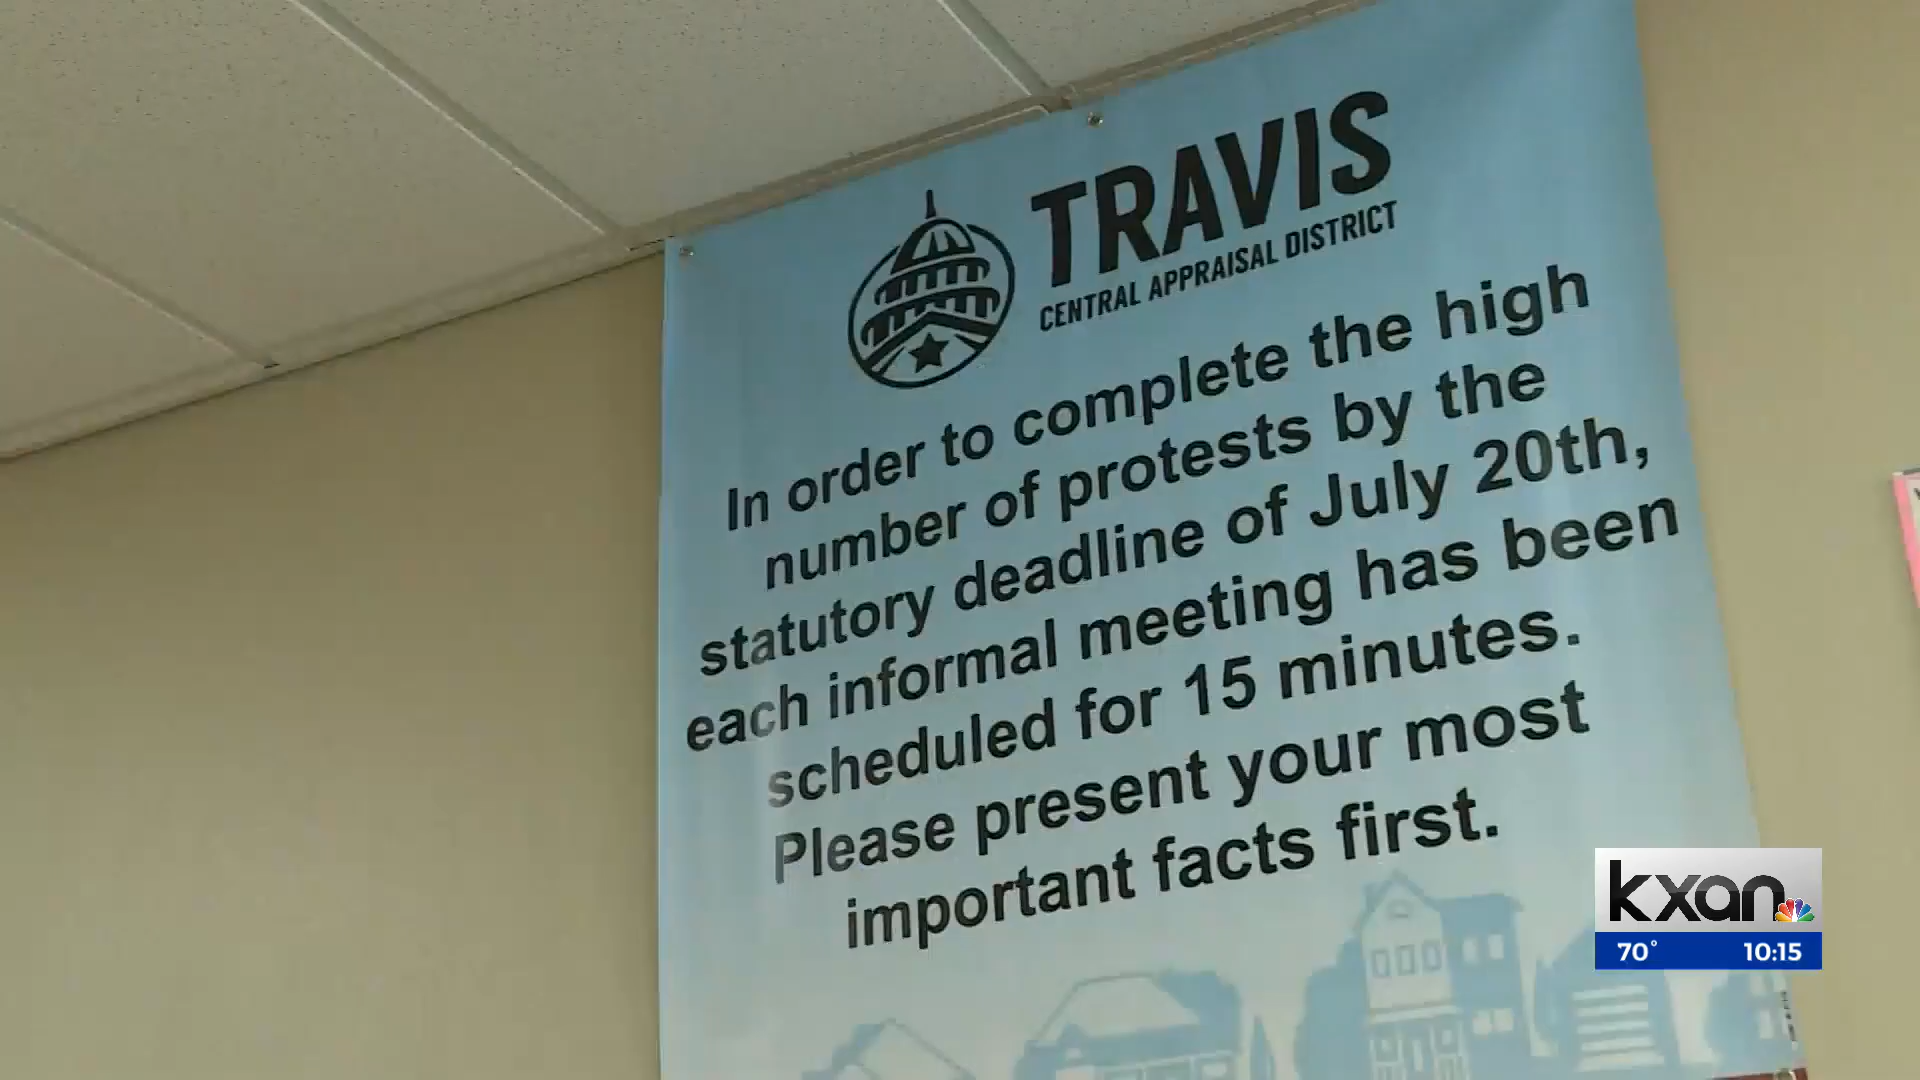 TRAVIS
CENTRAL APPRAISAL DISTRICT
In order to complete the high
number of protests by the
statutory deadline of July 20th,
each informal meeting has been
scheduled for 15 minutes.
Please present your most
important facts first.
kxan
70° 10:15